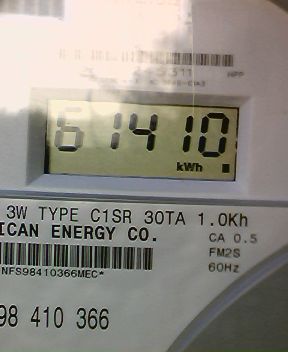 61410
kWh
3W TYPE C1SR 30TA 1.0Kh
ICAN ENERGY CO.
CA 0.5
FM2S
60Hz
NFS98410366MEC*
98 410 366